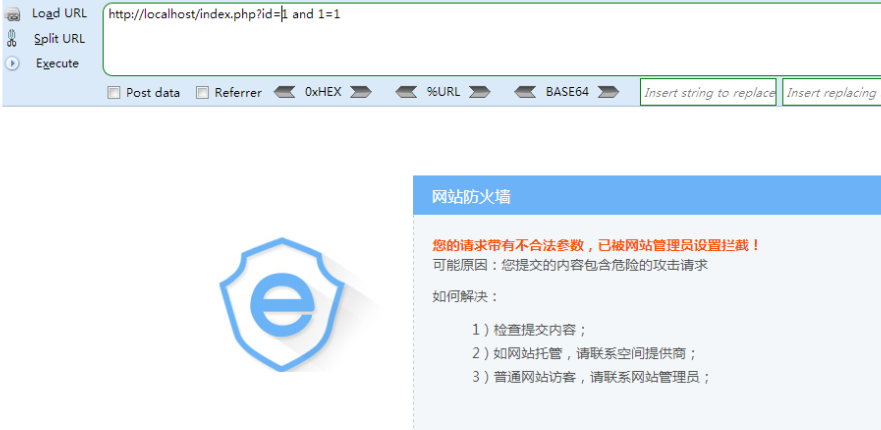 Load URL
http://localhost/index.php?id=1 and 1=1
Split URL
Execute
Post data Referrer 0xHEX %URL BASE64 Insert string to replace Insert replacing
网站防火墙
您的请求带有不合法参数，已被网站管理员设置拦截！
可能原因：您提交的内容包含危险的攻击请求
如何解决：
1）检查提交内容；
2）如网站托管，请联系空间提供商；
3）普通网站访客，请联系网站管理员；